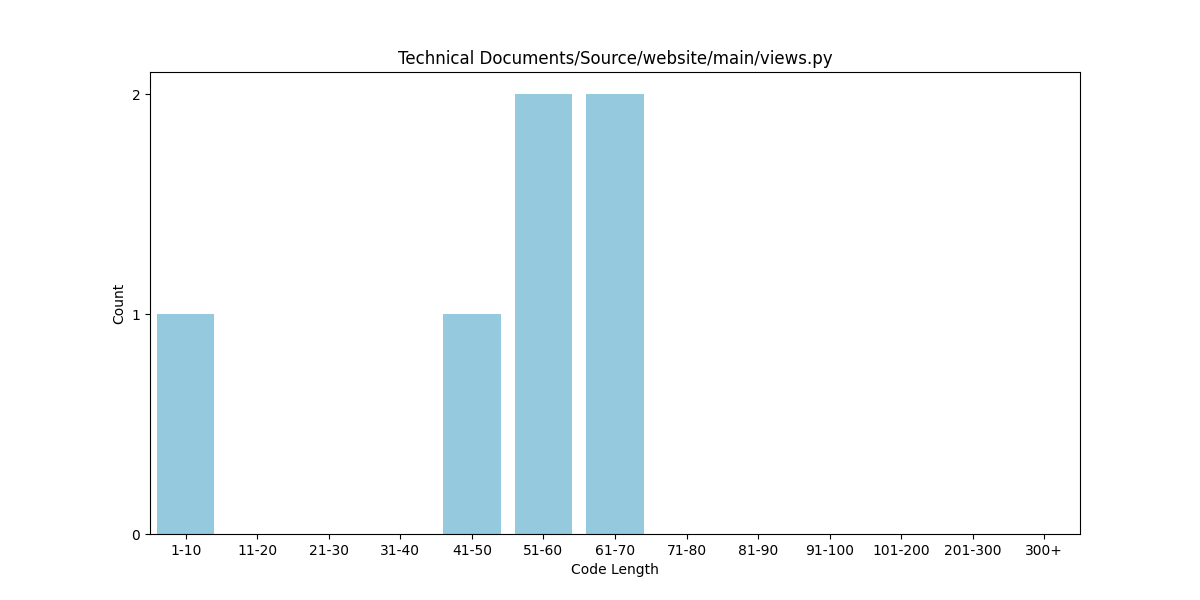 Technical Documents/Source/website/main/views.py
2
1
0
Count
1-10 11-20 21-30 31-40 41-50 51-60 61-70 71-80 81-90 91-100 101-200 201-300 300+
Code Length